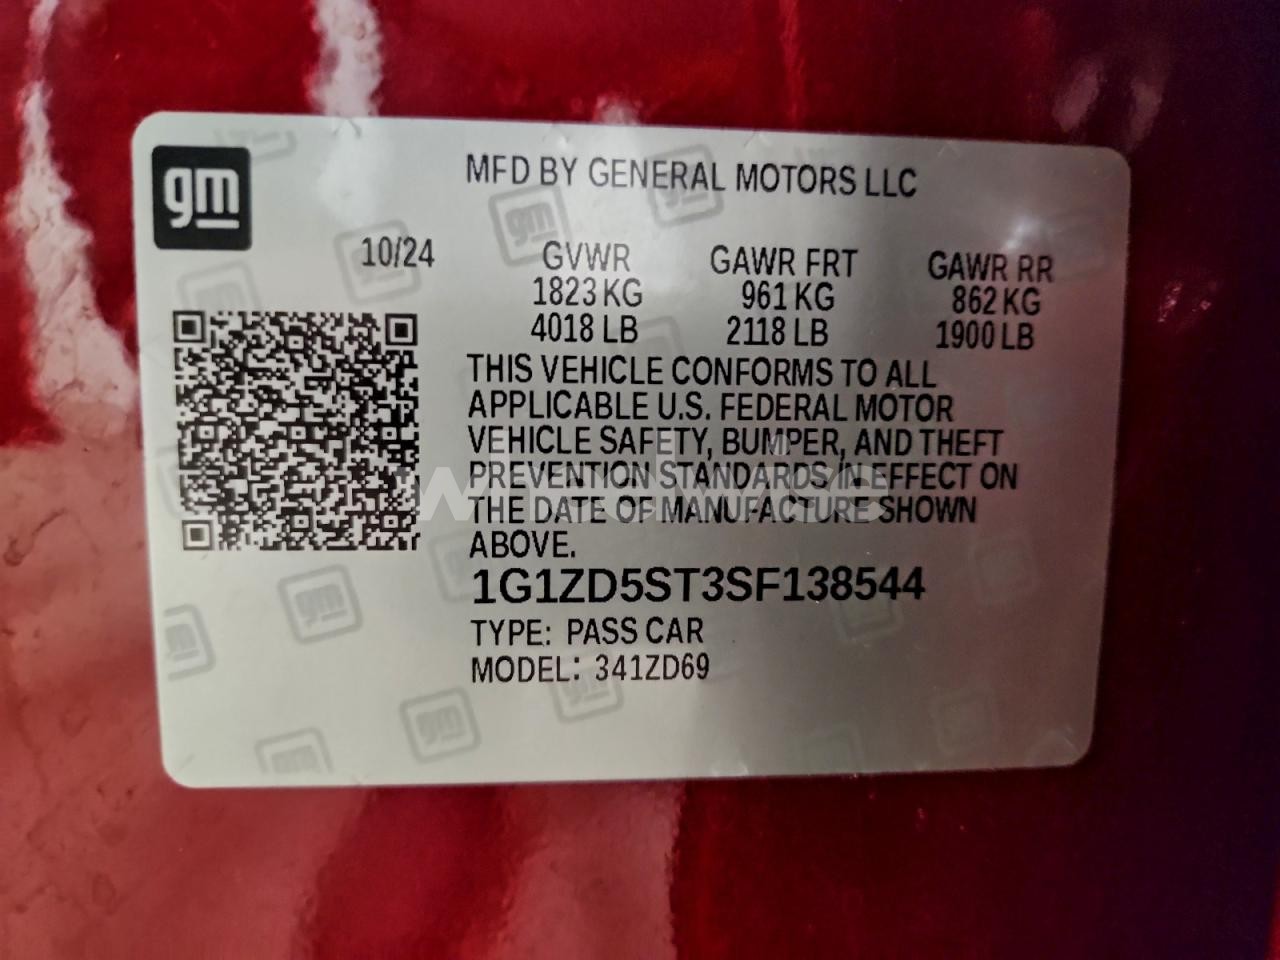 gm
MFD BY GENERAL MOTORS LLC
10/24
GVWR GAWR FRT GAWR RR
1823 KG 961 KG 862 KG
4018 LB 2118 LB 1900 LB
THIS VEHICLE CONFORMS TO ALL
APPLICABLE U.S. FEDERAL MOTOR
VEHICLE SAFETY, BUMPER, AND THEFT
PREVENTION STANDARDS IN EFFECT ON
THE DATE OF MANUFACTURE SHOWN
ABOVE.
1G1ZD5ST3SF138544
TYPE: PASS CAR
MODEL: 341ZD69